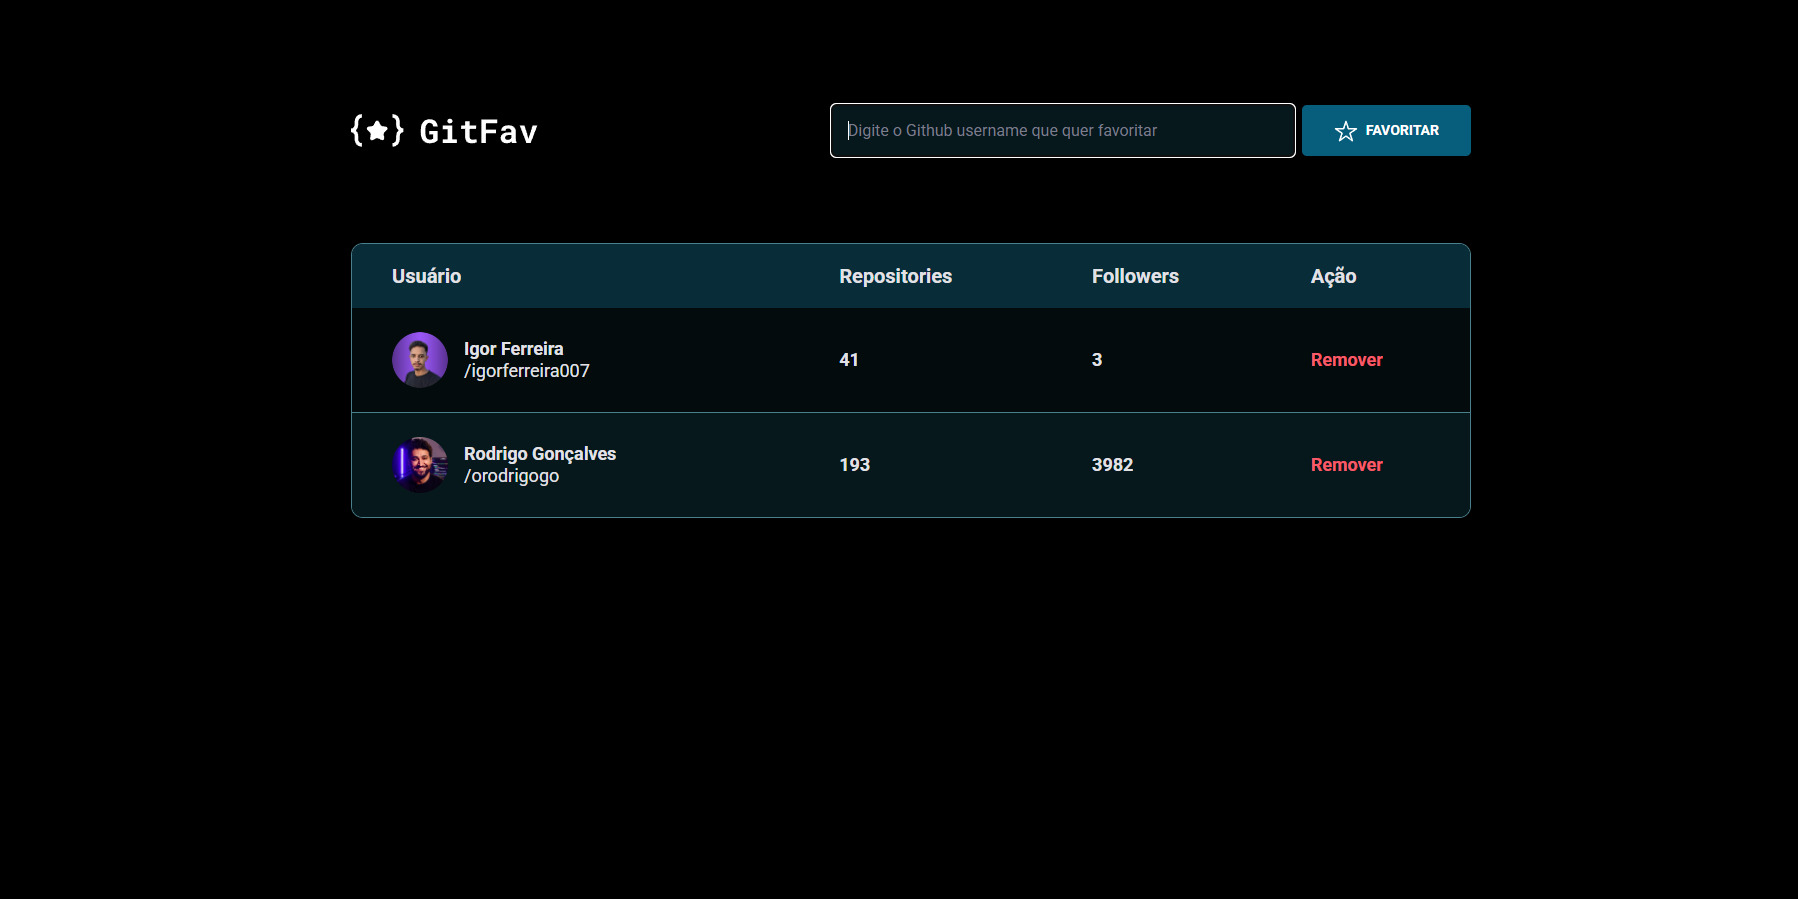 {★} GitFav
Digite o Github username que quer favoritar
FAVORITAR
Usuário Repositories Followers Ação
Igor Ferreira
/igorferreira007
41 3 Remover
Rodrigo Gonçalves
/orodrigogo
193 3982 Remover